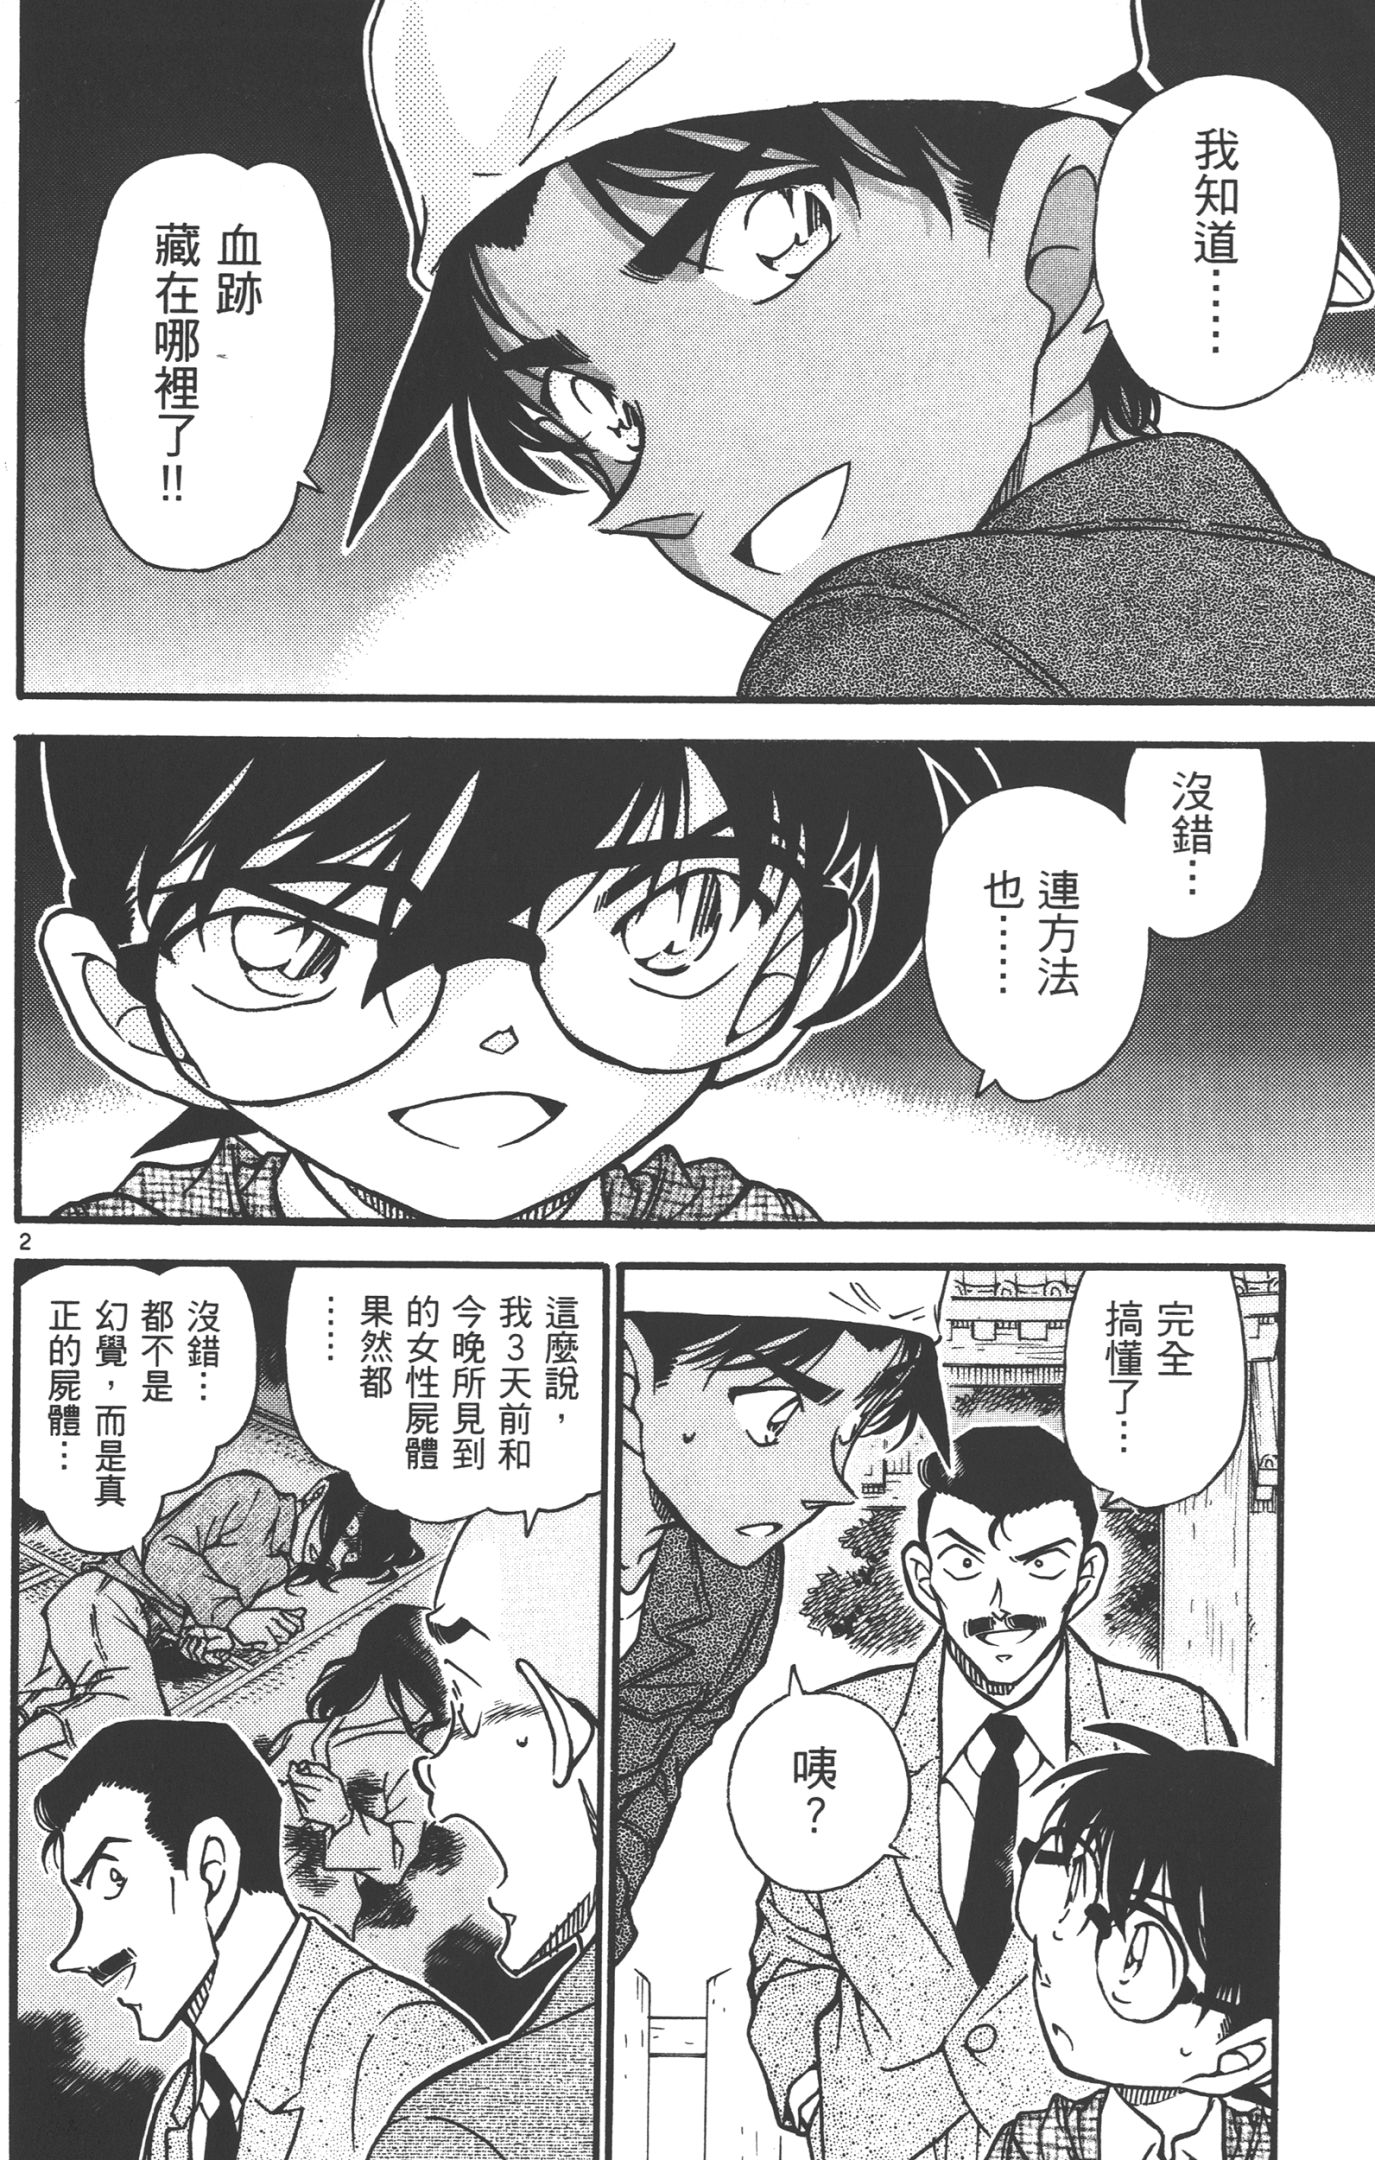 我知道……
血跡
藏在哪裡了!!
沒錯…
連方法
也……
完全
搞懂了…
咦？
這麼說，
我3天前和
今晚所見到
的女性屍體
果然都
……
沒錯…
都不是
幻覺，而是真
正的屍體…
2